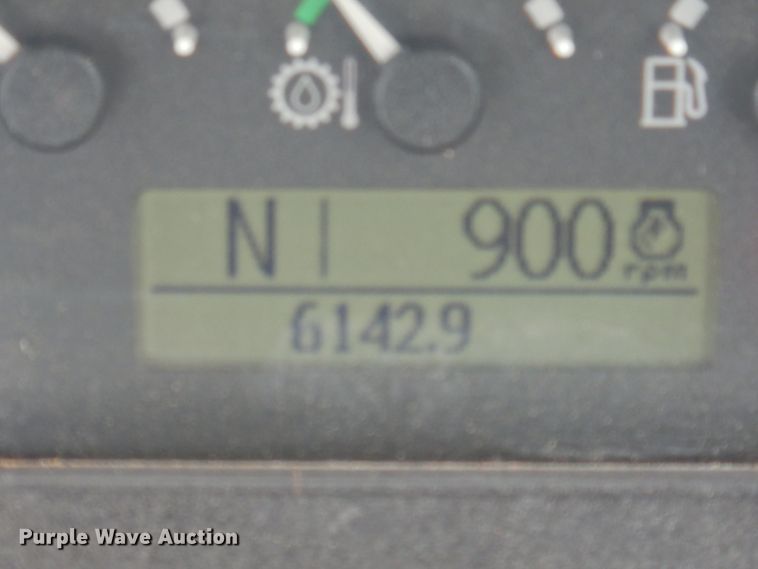 N 900
rpm
6142.9
Purple Wave Auction